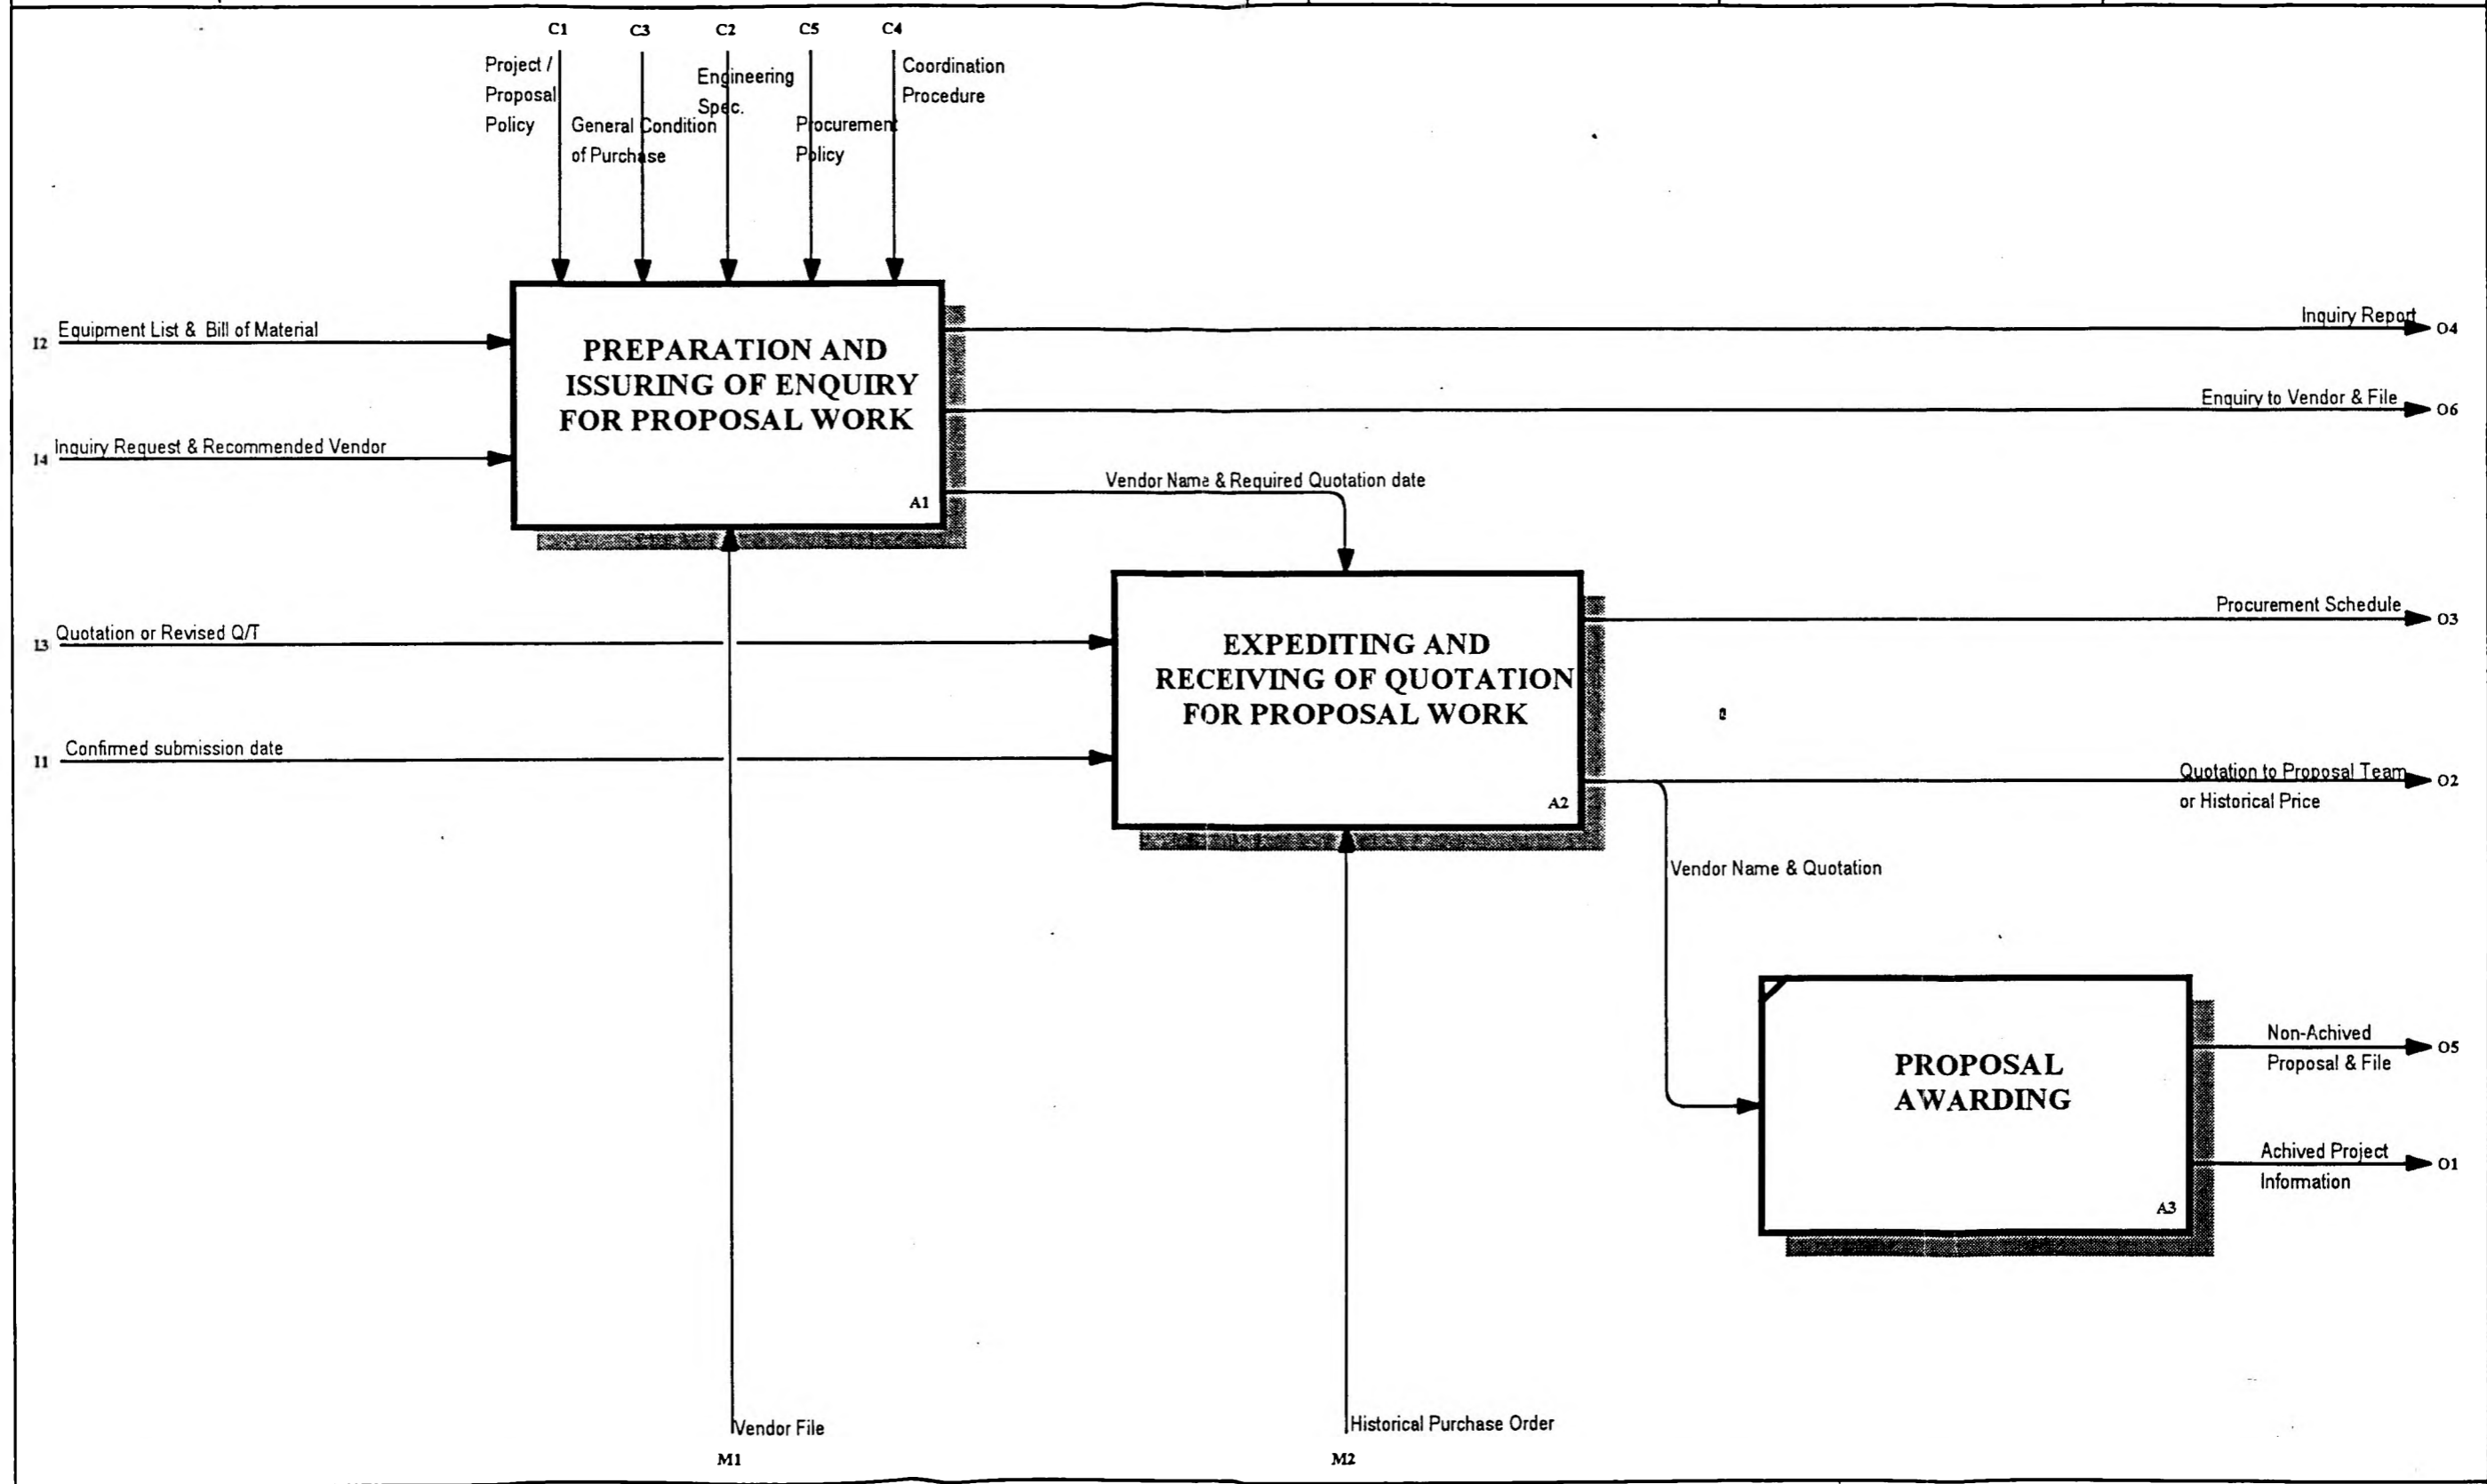 C1 C3 C2 C5 C4
Project /
Proposal
Policy
General Condition
of Purchase
Engineering
Spec.
Procurement
Policy
Coordination
Procedure
I2 Equipment List & Bill of Material
I4 Inquiry Request & Recommended Vendor
PREPARATION AND
ISSURING OF ENQUIRY
FOR PROPOSAL WORK
A1
Inquiry Report O4
Enquiry to Vendor & File O6
Vendor Name & Required Quotation date
I3 Quotation or Revised Q/T
I1 Confirmed submission date
EXPEDITING AND
RECEIVING OF QUOTATION
FOR PROPOSAL WORK
A2
Procurement Schedule O3
Quotation to Proposal Team O2
or Historical Price
Vendor Name & Quotation
PROPOSAL
AWARDING
A3
Non-Achived
Proposal & File
O5
Achived Project
Information
O1
Vendor File
M1
Historical Purchase Order
M2